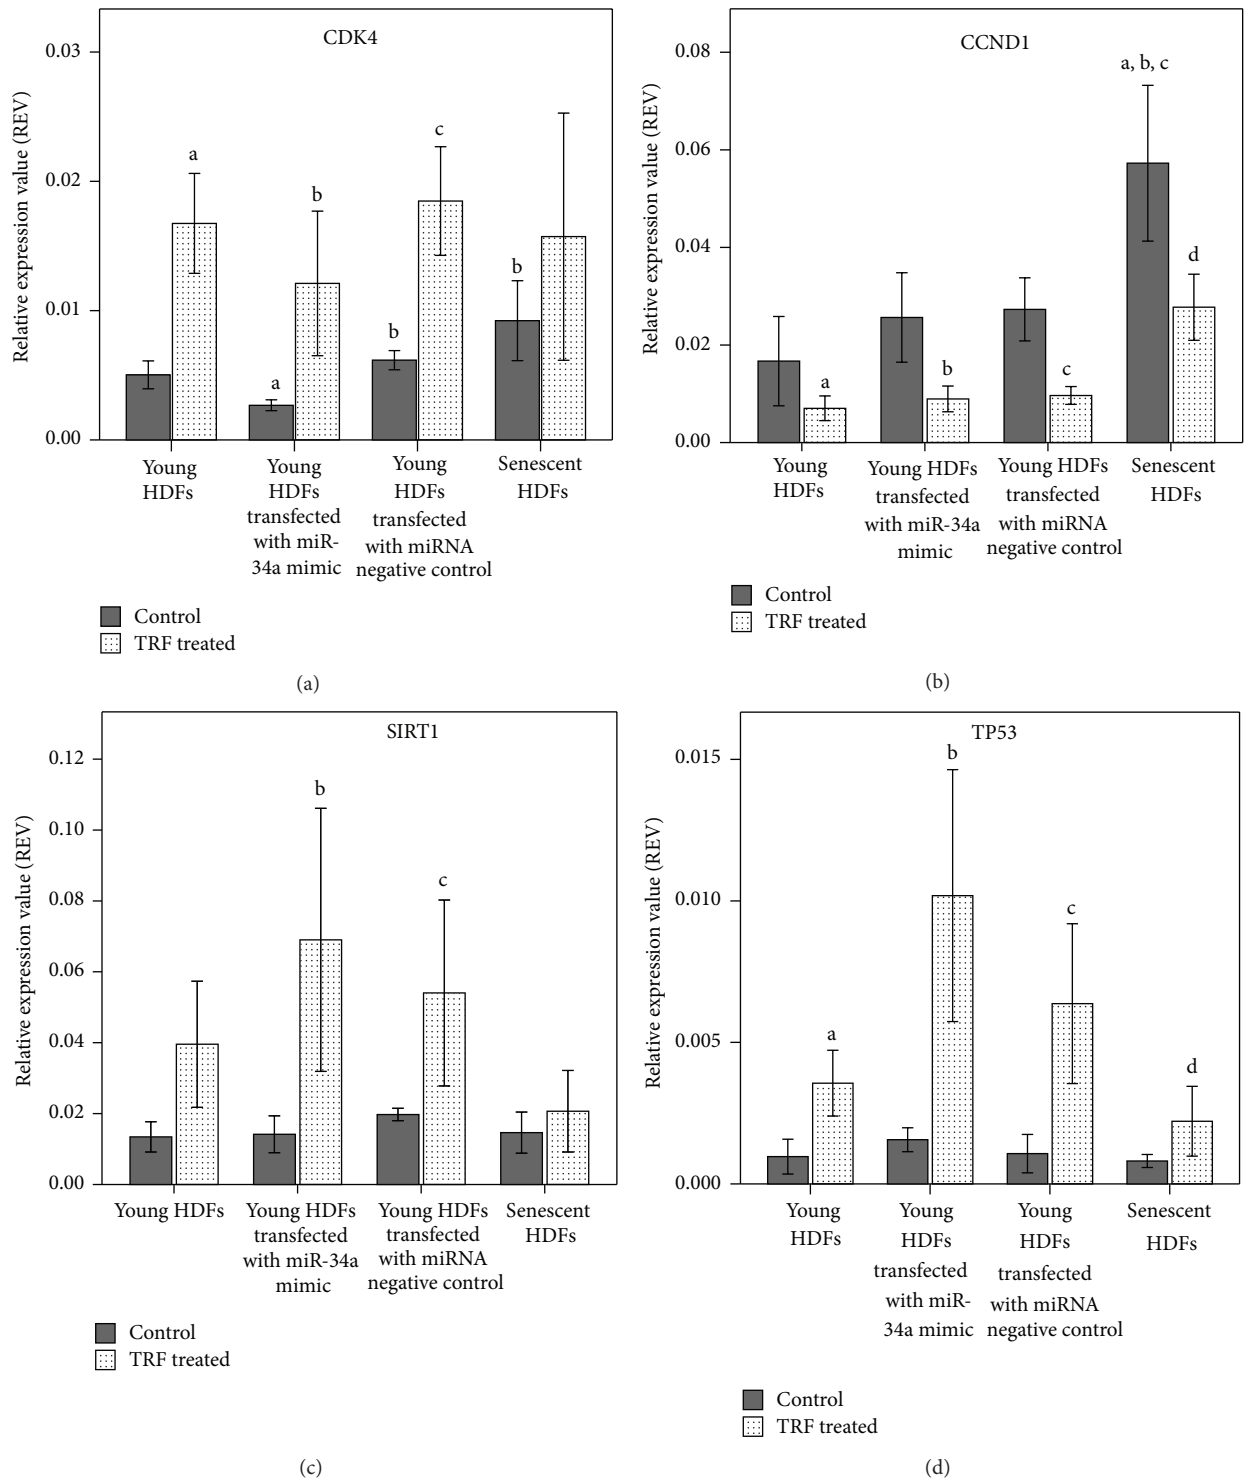 CDK4
Relative expression value (REV)
0.03
0.02
0.01
0.00
a
a
b
b
c
b
Young
HDFs
Young
HDFs
transfected
with miR-
34a mimic
Young
HDFs
transfected
with miRNA
negative control
Senescent
HDFs
Control
TRF treated
(a)
CCND1
Relative expression value (REV)
0.08
0.06
0.04
0.02
0.00
a
b
c
a, b, c
d
Young
HDFs
Young HDFs
transfected
with miR-34a
mimic
Young HDFs
transfected
with miRNA
negative control
Senescent
HDFs
Control
TRF treated
(b)
SIRT1
Relative expression value (REV)
0.12
0.10
0.08
0.06
0.04
0.02
0.00
b
c
Young HDFs
Young HDFs
transfected
with miR-34a
mimic
Young HDFs
transfected
with miRNA
negative control
Senescent
HDFs
Control
TRF treated
(c)
TP53
Relative expression value (REV)
0.015
0.010
0.005
0.000
a
b
c
d
Young
HDFs
Young
HDFs
transfected
with miR-
34a mimic
Young
HDFs
transfected
with miRNA
negative control
Senescent
HDFs
Control
TRF treated
(d)